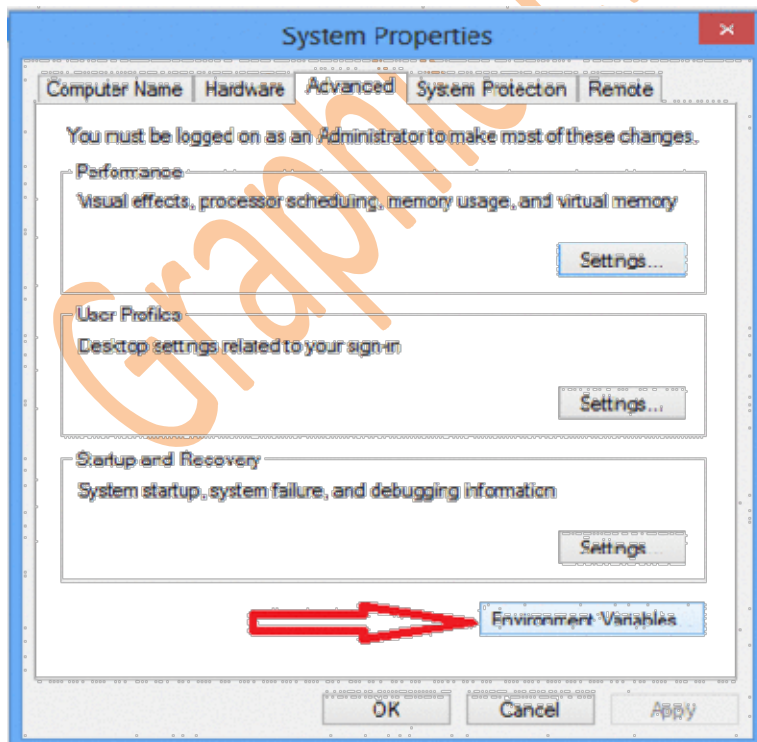 System Properties
Computer Name Hardware Advanced System Protection Remote
You must be logged on as an Administrator to make most of these changes.
Performance
Visual effects, processor scheduling, memory usage, and virtual memory
Settings...
User Profiles
Desktop settings related to your sign-in
Settings...
Startup and Recovery
System startup, system failure, and debugging information
Settings...
Environment Variables...
OK Cancel Apply
Graphic